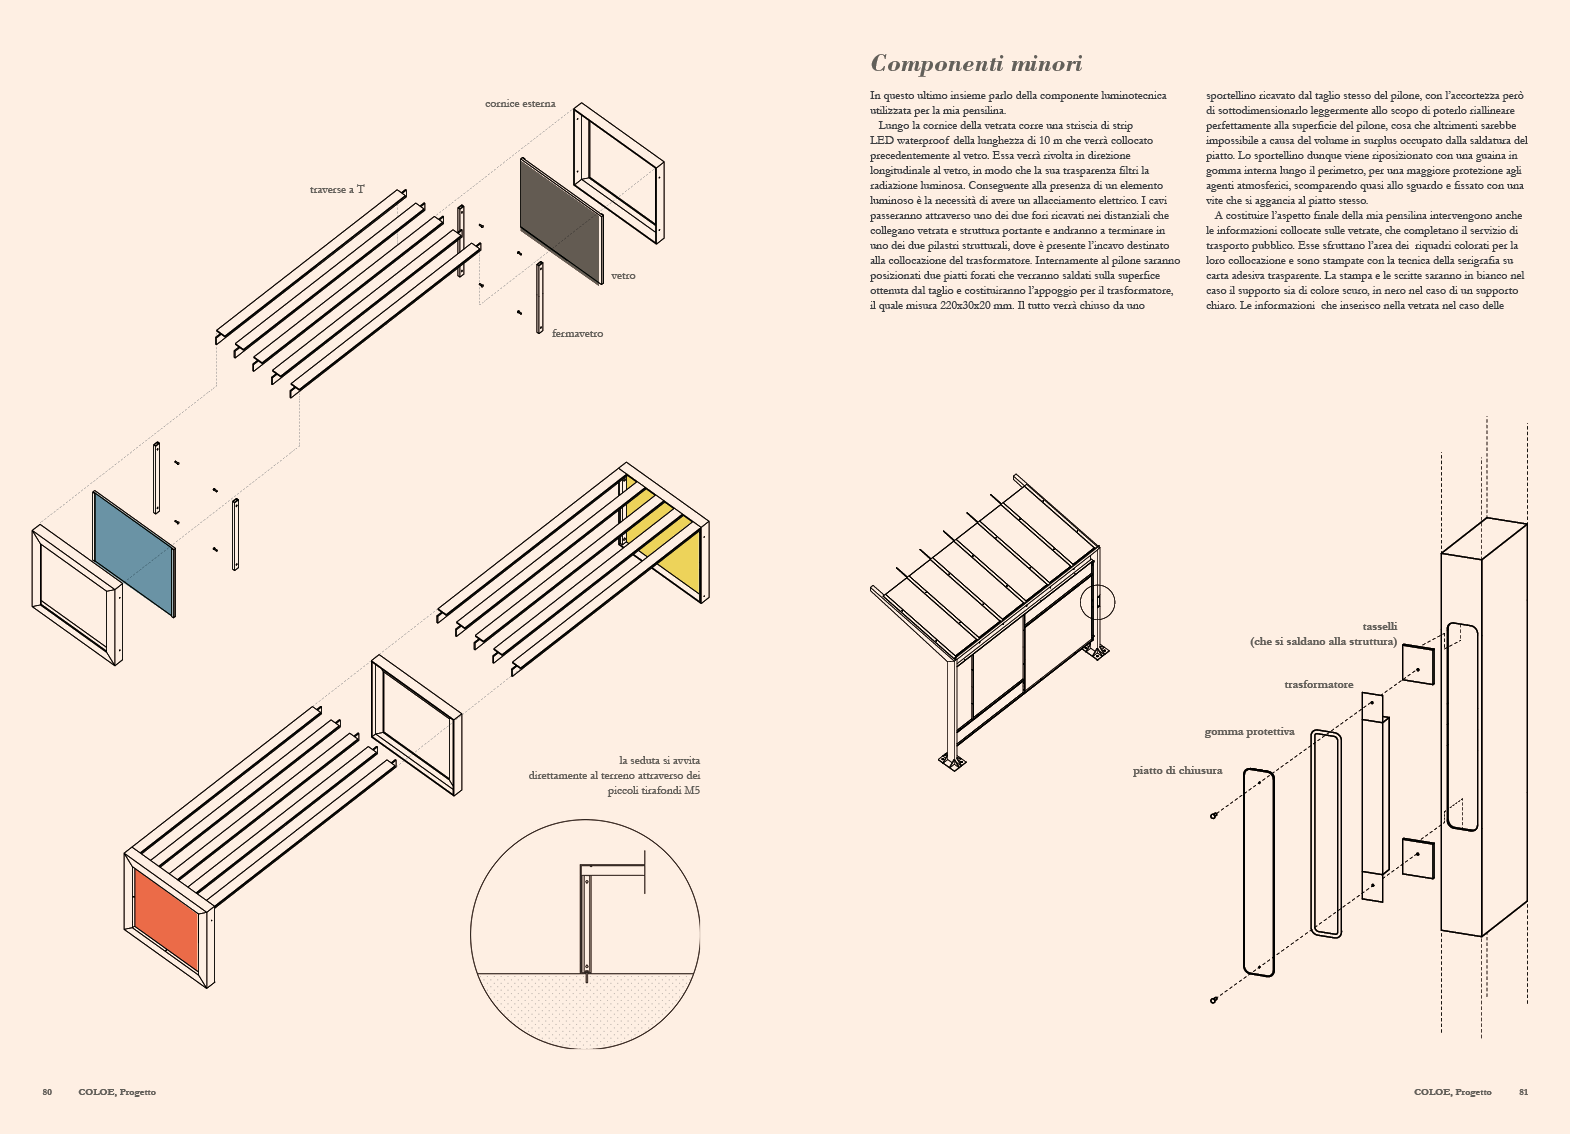 cornice esterna
traverse a T
vetro
fermavetro
la seduta si avvita
direttamente al terreno attraverso dei
piccoli tirafondi M5
80
COLOE, Progetto
Componenti minori
In questo ultimo insieme parlo della componente luminotecnica
utilizzata per la mia pensilina.
Lungo la cornice della vetrata corre una striscia di strip
LED waterproof della lunghezza di 10 m che verrà collocato
precedentemente al vetro. Essa verrà rivolta in direzione
longitudinale al vetro, in modo che la sua trasparenza filtri la
radiazione luminosa. Conseguente alla presenza di un elemento
luminoso è la necessità di avere un allacciamento elettrico. I cavi
passeranno attraverso uno dei due fori ricavati nei distanziali che
collegano vetrata e struttura portante e andranno a terminare in
uno dei due pilastri strutturali, dove è presente l'incavo destinato
alla collocazione del trasformatore. Internamente al pilone saranno
posizionati due piatti forati che verranno saldati sulla superfice
ottenuta dal taglio e costituiranno l'appoggio per il trasformatore,
il quale misura 220x30x20 mm. Il tutto verrà chiuso da uno
sportellino ricavato dal taglio stesso del pilone, con l'accortezza però
di sottodimensionarlo leggermente allo scopo di poterlo riallineare
perfettamente alla superficie del pilone, cosa che altrimenti sarebbe
impossibile a causa del volume in surplus occupato dalla saldatura del
piatto. Lo sportellino dunque viene riposizionato con una guaina in
gomma interna lungo il perimetro, per una maggiore protezione agli
agenti atmosferici, scomparendo quasi allo sguardo e fissato con una
vite che si aggancia al piatto stesso.
A costituire l'aspetto finale della mia pensilina intervengono anche
le informazioni collocate sulle vetrate, che completano il servizio di
trasporto pubblico. Esse sfruttano l'area dei riquadri colorati per la
loro collocazione e sono stampate con la tecnica della serigrafia su
carta adesiva trasparente. La stampa e le scritte saranno in bianco nel
caso il supporto sia di colore scuro, in nero nel caso di un supporto
chiaro. Le informazioni che inserisco nella vetrata nel caso delle
tasselli
(che si saldano alla struttura)
trasformatore
gomma protettiva
piatto di chiusura
COLOE, Progetto
81